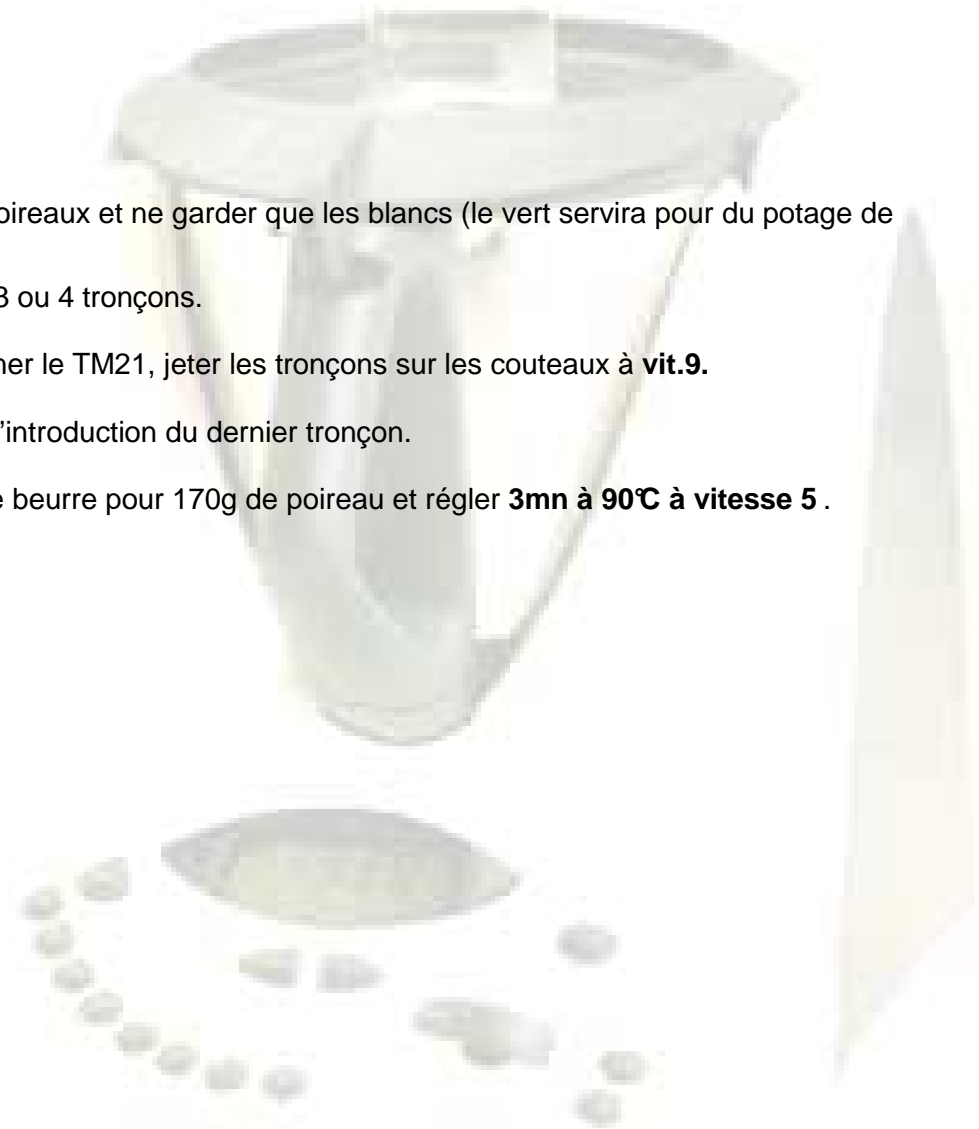 oireaux et ne garder que les blancs (le vert servira pour du potage de
3 ou 4 tronçons.
ner le TM21, jeter les tronçons sur les couteaux à vit.9.
l'introduction du dernier tronçon.
e beurre pour 170g de poireau et régler 3mn à 90°C à vitesse 5 .